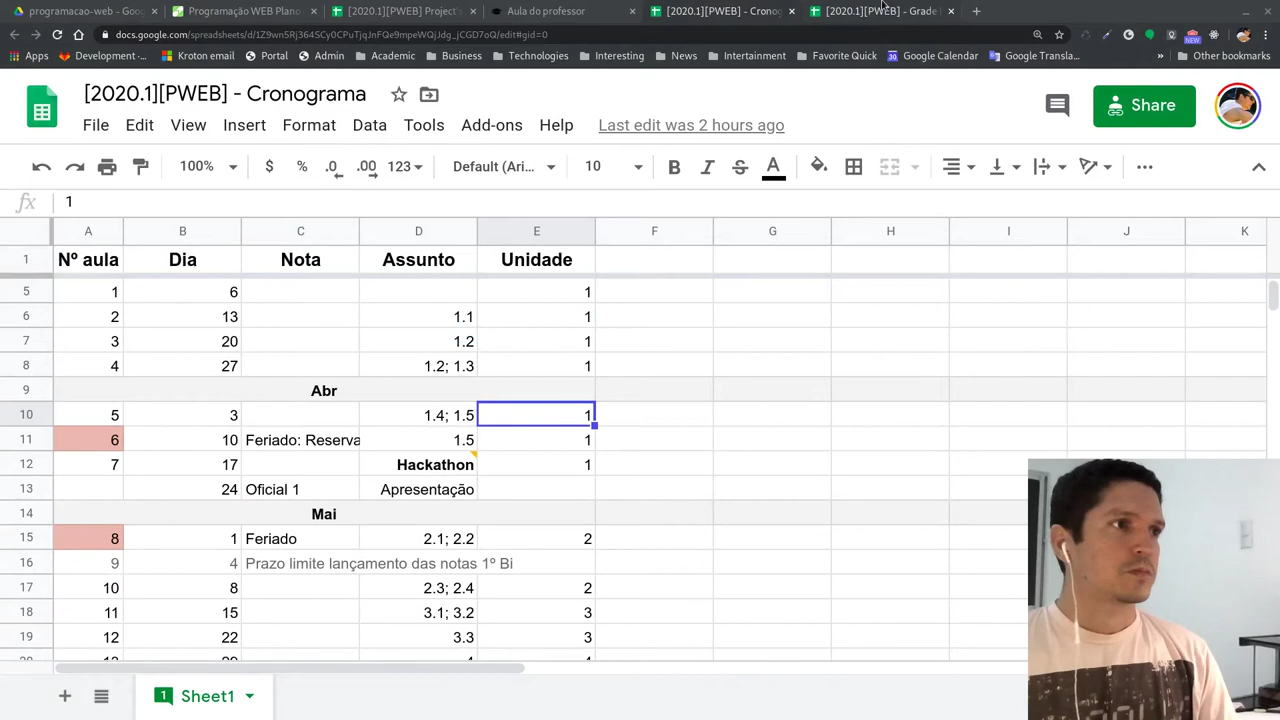 programacao-web - Goog
Programação WEB Plano
[2020.1][PWEB] Project
Aula do professor
[2020.1][PWEB] - Cronog
[2020.1][PWEB] - Grade
docs.google.com/spreadsheets/d/1Z9wn5Rj364SCy0CPuTjqJnFQe9mpeWQjJdg_jCGD7oQ/edit#gid=0
Apps
Development -...
Kroton email
Portal
Admin
Academic
Business
Technologies
Interesting
News
Intertainment
Favorite Quick
Google Calendar
Google Transla...
»
Other bookmarks
[2020.1][PWEB] - Cronograma
Share
File Edit View Insert Format Data Tools Add-ons Help Last edit was 2 hours ago
100% $ % .0 .00 123 Default (Ari... 10 B I S A
fx 1
A B C D E F G H I J K
1 Nº aula Dia Nota Assunto Unidade
5 1 6 1
6 2 13 1.1 1
7 3 20 1.2 1
8 4 27 1.2; 1.3 1
9 Abr
10 5 3 1.4; 1.5 1
11 6 10 Feriado: Reserva 1.5 1
12 7 17 Hackathon 1
13 24 Oficial 1 Apresentação
14 Mai
15 8 1 Feriado 2.1; 2.2 2
16 9 4 Prazo limite lançamento das notas 1º Bi
17 10 8 2.3; 2.4 2
18 11 15 3.1; 3.2 3
19 12 22 3.3 3
1 Sheet1